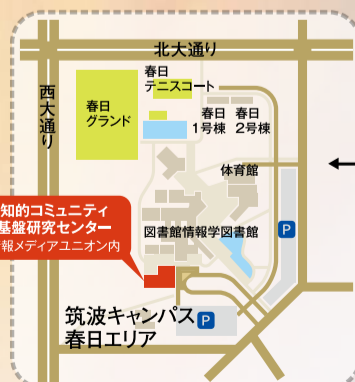 北大通り
西大通り
春日
グランド
春日
テニスコート
春日
1号棟
春日
2号棟
体育館
知的コミュニティ
基盤研究センター
情報メディアユニオン内
図書館情報学図書館
P
筑波キャンパス
春日エリア
P